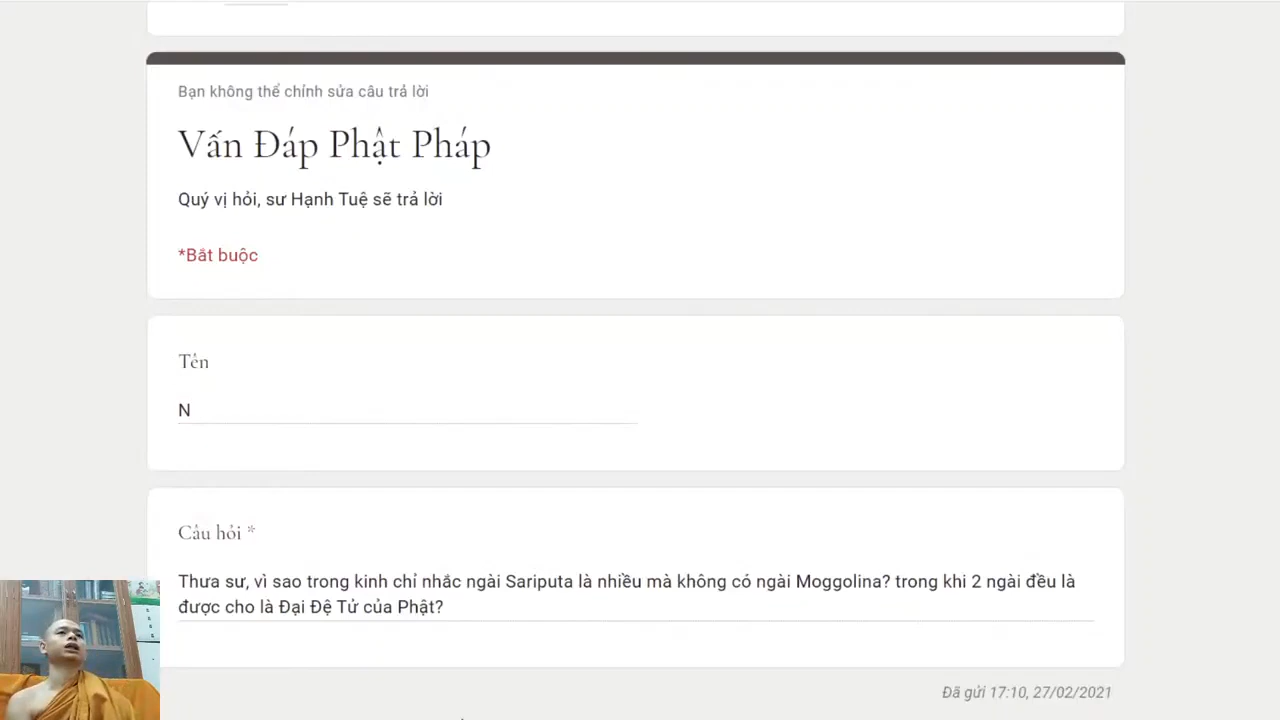 Bạn không thể chỉnh sửa câu trả lời
Vấn Đáp Phật Pháp
Quý vị hỏi, sư Hạnh Tuệ sẽ trả lời
*Bắt buộc
Tên
N
Câu hỏi *
Thưa sư, vì sao trong kinh chỉ nhắc ngài Sariputa là nhiều mà không có ngài Moggolina? trong khi 2 ngài đều là
được cho là Đại Đệ Tử của Phật?
Đã gửi 17:10, 27/02/2021